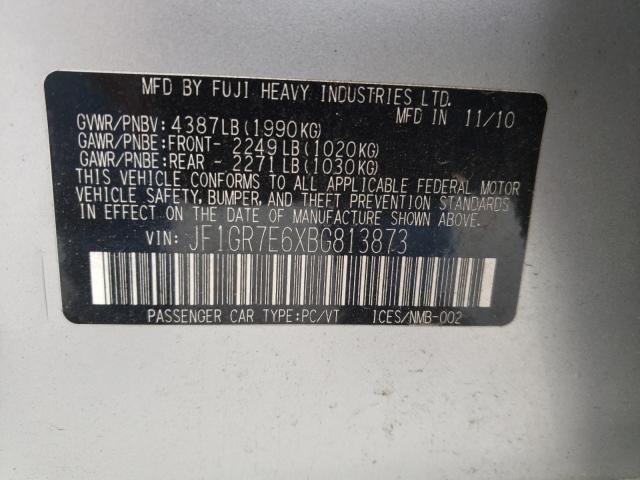 MFD BY FUJI HEAVY INDUSTRIES LTD.
MFD IN 11/10
GVWR/PNBV: 4387LB (1990KG)
GAWR/PNBE:FRONT- 2249LB (1020KG)
GAWR/PNBE:REAR - 2271LB (1030KG)
THIS VEHICLE CONFORMS TO ALL APPLICABLE FEDERAL MOTOR
VEHICLE SAFETY, BUMPER, AND THEFT PREVENTION STANDARDS
IN EFFECT ON THE DATE OF MANUFACTURE SHOWN ABOVE.
VIN: JF1GR7E6XBG813873
PASSENGER CAR TYPE:PC/VT ICES/NMB-002